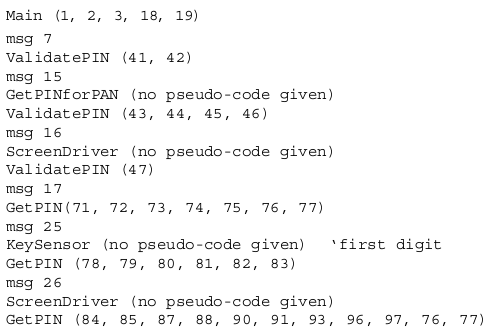 Main (1, 2, 3, 18, 19)
msg 7
ValidatePIN (41, 42)
msg 15
GetPINforPAN (no pseudo-code given)
ValidatePIN (43, 44, 45, 46)
msg 16
ScreenDriver (no pseudo-code given)
ValidatePIN (47)
msg 17
GetPIN(71, 72, 73, 74, 75, 76, 77)
msg 25
KeySensor (no pseudo-code given) ‘first digit
GetPIN (78, 79, 80, 81, 82, 83)
msg 26
ScreenDriver (no pseudo-code given)
GetPIN (84, 85, 87, 88, 90, 91, 93, 96, 97, 76, 77)